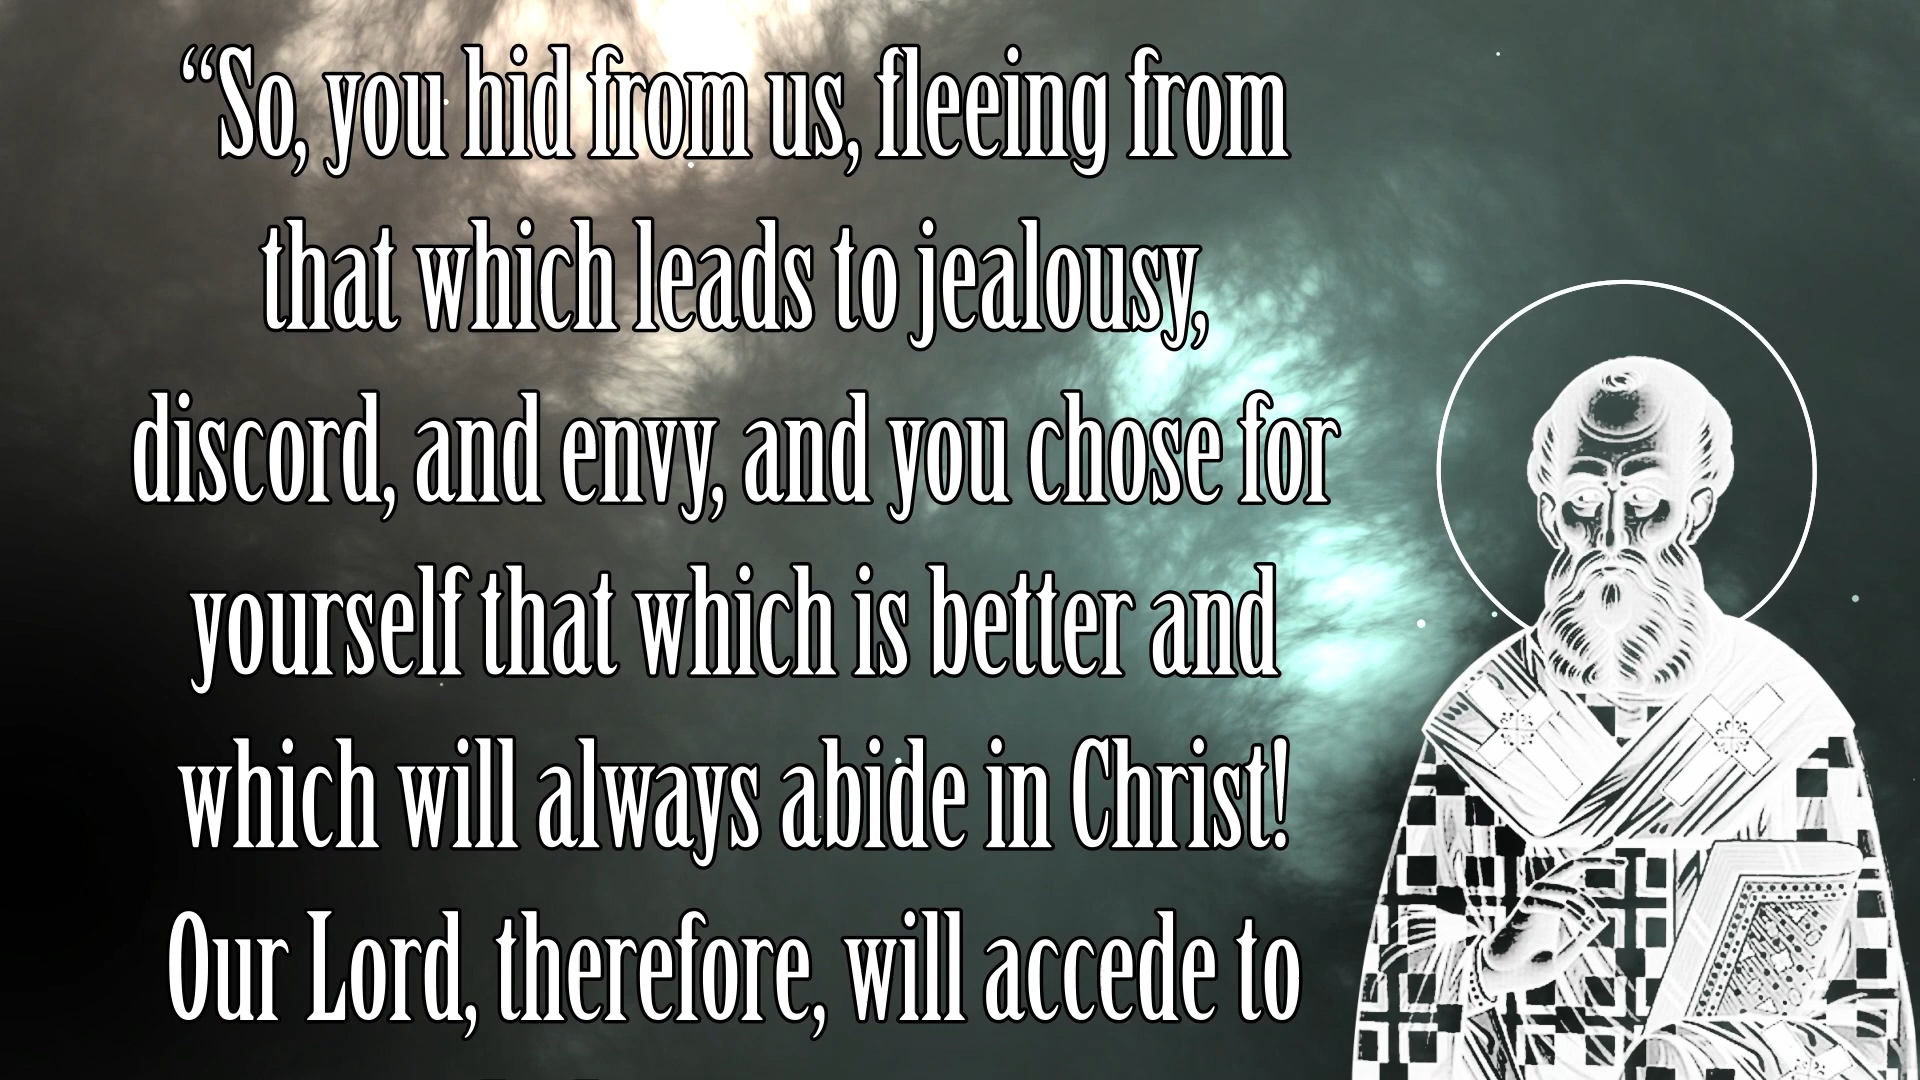 “So, you hid from us, fleeing from
that which leads to jealousy,
discord, and envy, and you chose for
yourself that which is better and
which will always abide in Christ!
Our Lord, therefore, will accede to